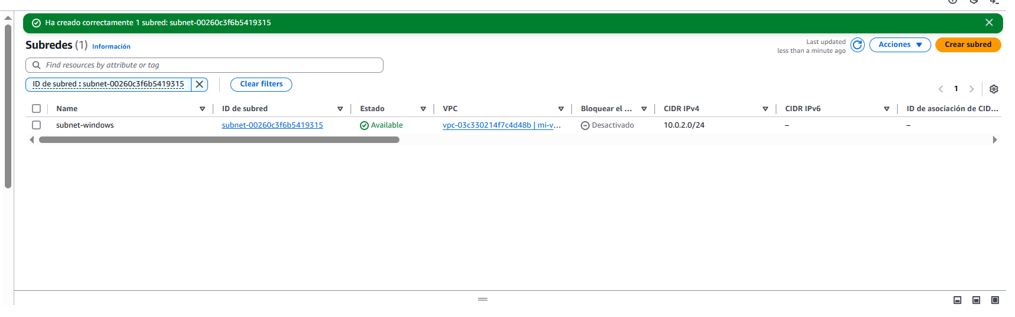 Ha creado correctamente 1 subred: subnet-00260c3f6b5419315
Subredes (1) Información
Last updated
less than a minute ago
Acciones
Crear subred
Find resources by attribute or tag
ID de subred : subnet-00260c3f6b5419315
Clear filters
1
Name ID de subred Estado VPC Bloquear el ... CIDR IPv4 CIDR IPv6 ID de asociación de CID...
subnet-windows subnet-00260c3f6b5419315 Available vpc-03c330214f7c4d48b | mi-v... Desactivado 10.0.2.0/24 – –